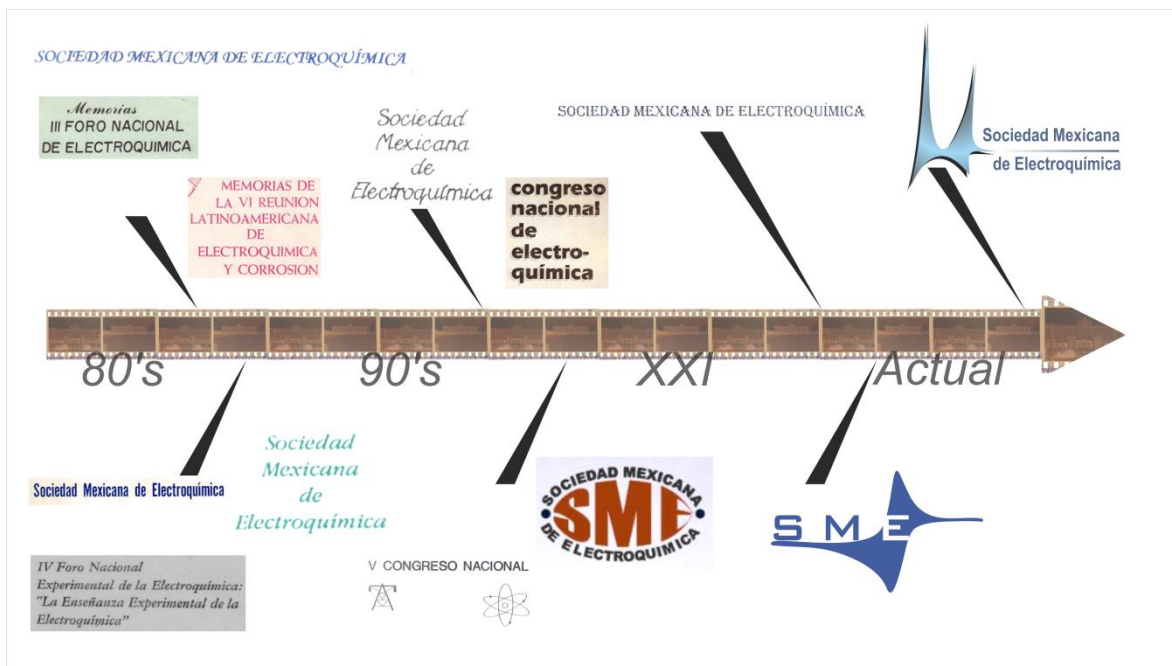 SOCIEDAD MEXICANA DE ELECTROQUÍMICA
Memorias
III FORO NACIONAL
DE ELECTROQUIMICA
MEMORIAS DE
LA VI REUNION
LATINOAMERICANA
DE
ELECTROQUIMICA
Y CORROSION
Sociedad
Mexicana
de
Electroquímica
congreso
nacional
de
electro-
química
SOCIEDAD MEXICANA DE ELECTROQUÍMICA
Sociedad Mexicana
de Electroquímica
80's
90's
XXI
Actual
Sociedad Mexicana de Electroquímica
Sociedad
Mexicana
de
Electroquímica
IV Foro Nacional
Experimental de la Electroquímica:
"La Enseñanza Experimental de la
Electroquímica"
V CONGRESO NACIONAL
SOCIEDAD MEXICANA
SME
DE ELECTROQUIMICA
SME